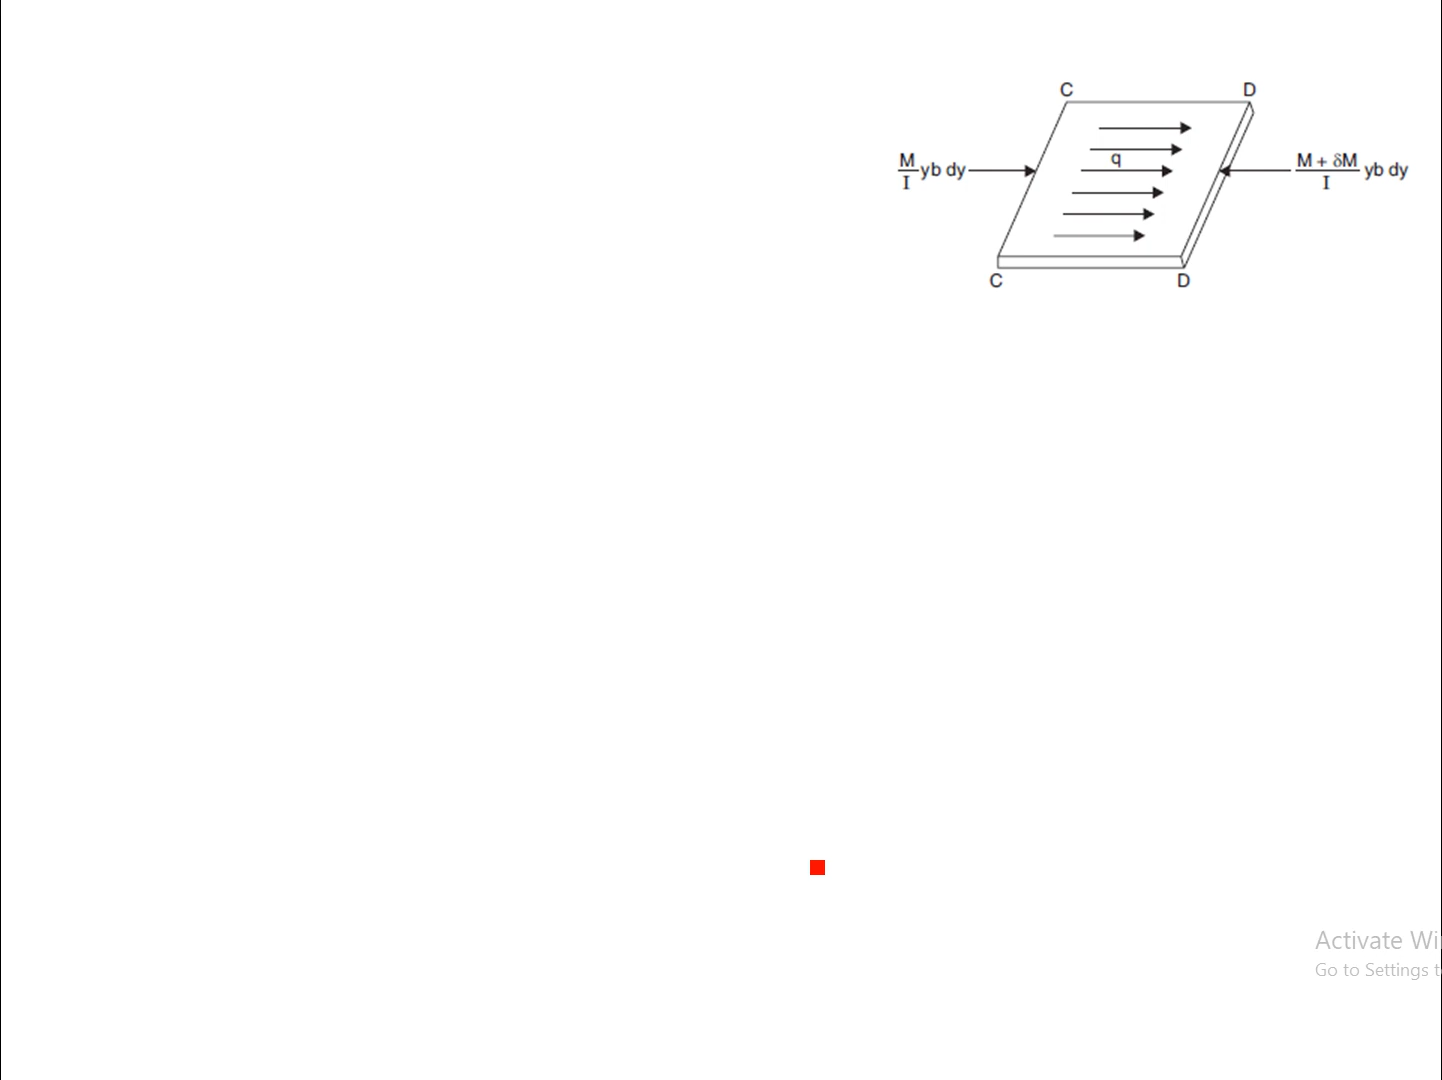 C D
M/I yb dy
q
M + δM/I yb dy
C D
Activate Wi
Go to Settings t